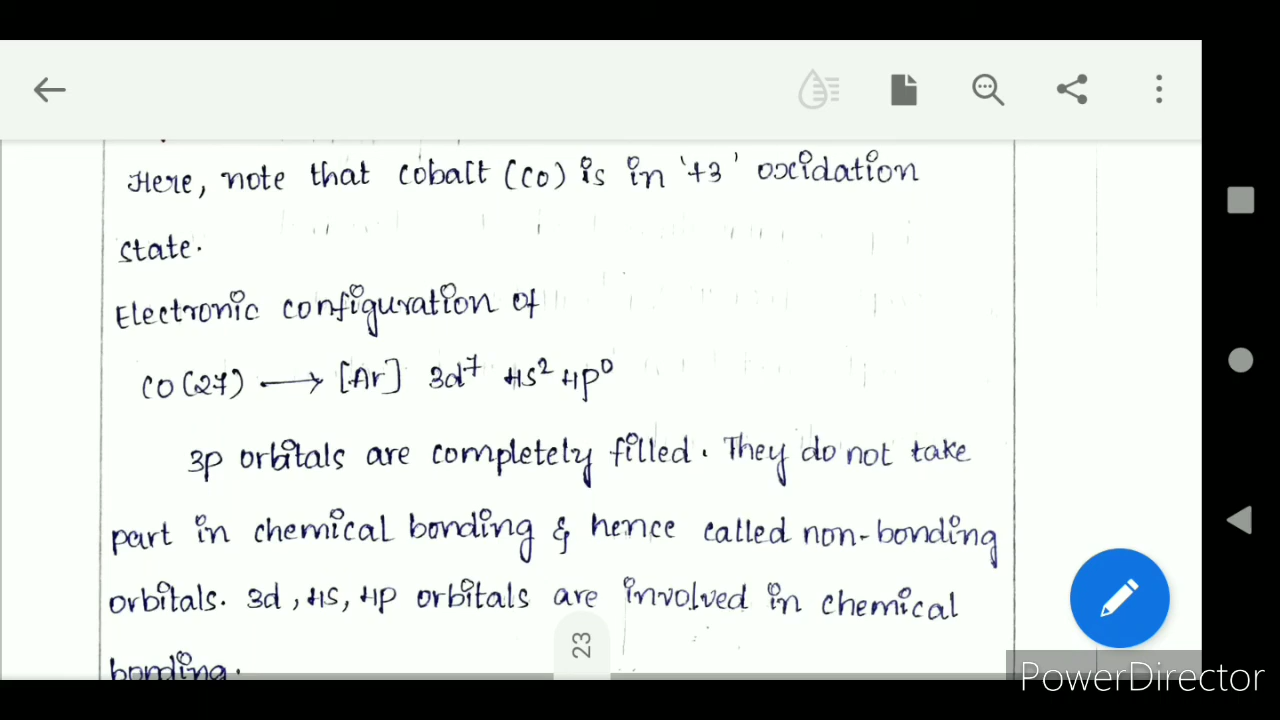 Here, note that cobalt (Co) is in '+3' oxidation
state.
Electronic configuration of
Co(27) ⟶ [Ar] 3d⁷ 4s² 4p⁰
3p orbitals are completely filled. They do not take
part in chemical bonding & hence called non-bonding
orbitals. 3d, 4s, 4p orbitals are involved in chemical
bonding.
23
PowerDirector